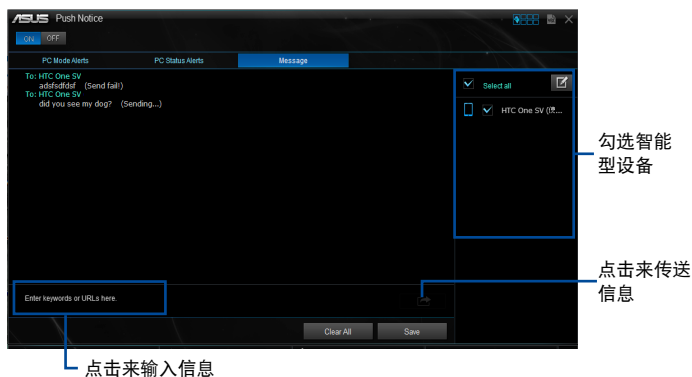 ASUS Push Notice
ON OFF
PC Mode Alerts PC Status Alerts Message
To: HTC One SV
adsfsdfdsf (Send fail!)
To: HTC One SV
did you see my dog? (Sending...)
Select all
HTC One SV
勾选智能
型设备
点击来传送
信息
Enter keywords or URLs here.
Clear All Save
点击来输入信息